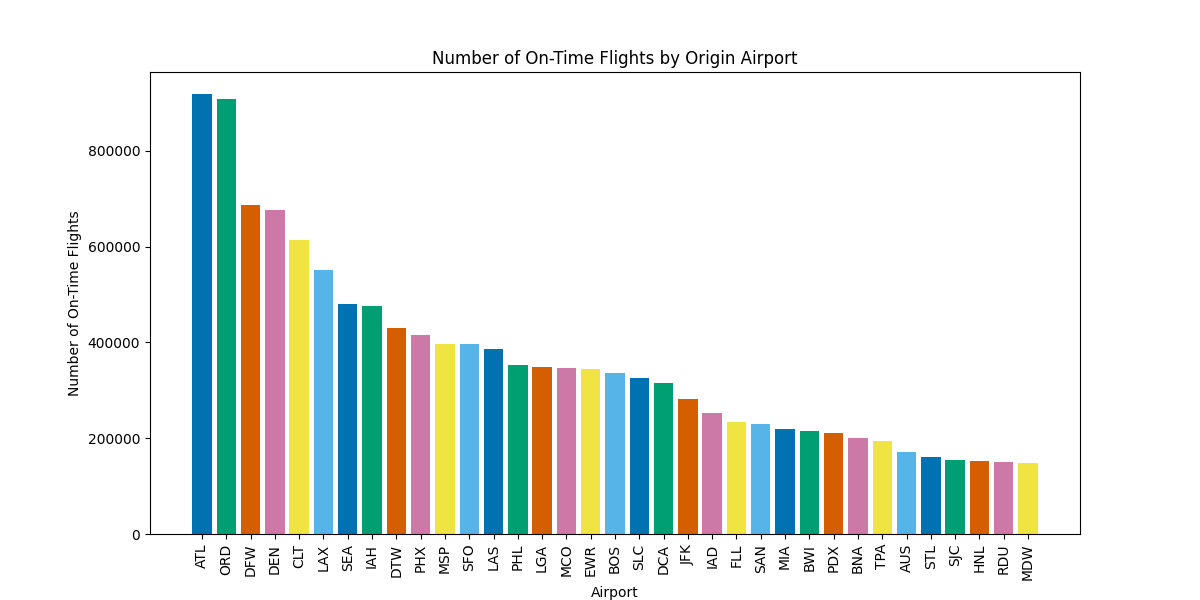 Number of On-Time Flights by Origin Airport
Number of On-Time Flights
800000
600000
400000
200000
0
ATL
ORD
DFW
DEN
CLT
LAX
SEA
IAH
DTW
PHX
MSP
SFO
LAS
PHL
LGA
MCO
EWR
BOS
SLC
DCA
JFK
IAD
FLL
SAN
MIA
BWI
PDX
BNA
TPA
AUS
STL
SJC
HNL
RDU
MDW
Airport